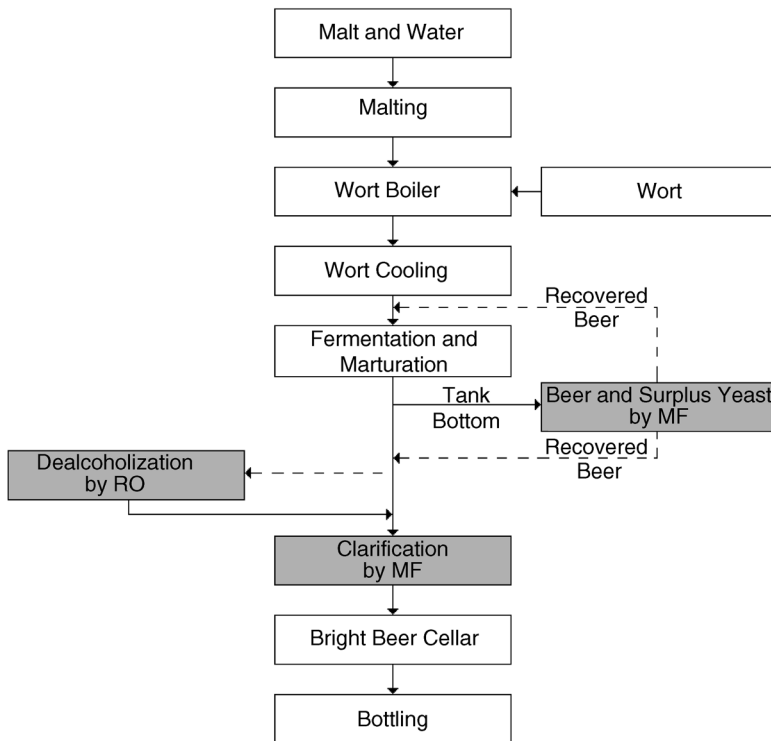 Malt and Water
Malting
Wort Boiler
Wort
Wort Cooling
Recovered
Beer
Fermentation and
Marturation
Tank
Bottom
Beer and Surplus Yeast
by MF
Recovered
Beer
Dealcoholization
by RO
Clarification
by MF
Bright Beer Cellar
Bottling